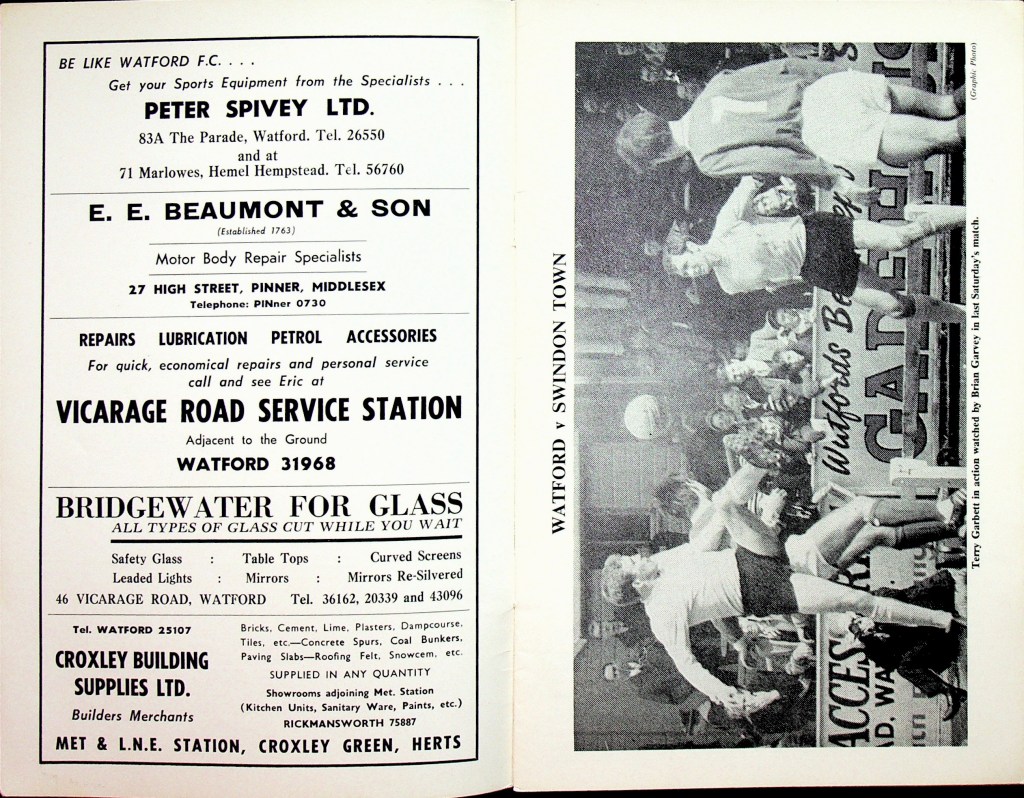 BE LIKE WATFORD F.C. . . .
Get your Sports Equipment from the Specialists . . .
PETER SPIVEY LTD.
83A The Parade, Watford. Tel. 26550
and at
71 Marlowes, Hemel Hempstead. Tel. 56760
E. E. BEAUMONT & SON
(Established 1763)
Motor Body Repair Specialists
27 HIGH STREET, PINNER, MIDDLESEX
Telephone: PINner 0730
REPAIRS LUBRICATION PETROL ACCESSORIES
For quick, economical repairs and personal service
call and see Eric at
VICARAGE ROAD SERVICE STATION
Adjacent to the Ground
WATFORD 31968
BRIDGEWATER FOR GLASS
ALL TYPES OF GLASS CUT WHILE YOU WAIT
Safety Glass : Table Tops : Curved Screens
Leaded Lights : Mirrors : Mirrors Re-Silvered
46 VICARAGE ROAD, WATFORD Tel. 36162, 20339 and 43096
Tel. WATFORD 25107
CROXLEY BUILDING
SUPPLIES LTD.
Builders Merchants
Bricks, Cement, Lime, Plasters, Dampcourse,
Tiles, etc.—Concrete Spurs, Coal Bunkers,
Paving Slabs—Roofing Felt, Snowcem, etc.
SUPPLIED IN ANY QUANTITY
Showrooms adjoining Met. Station
(Kitchen Units, Sanitary Ware, Paints, etc.)
RICKMANSWORTH 75887
MET & L.N.E. STATION, CROXLEY GREEN, HERTS
WATFORD v SWINDON TOWN
ACCESS
AD, WA
Watfords Be
(Graphic Photo)
Terry Garbett in action watched by Brian Garvey in last Saturday's match.